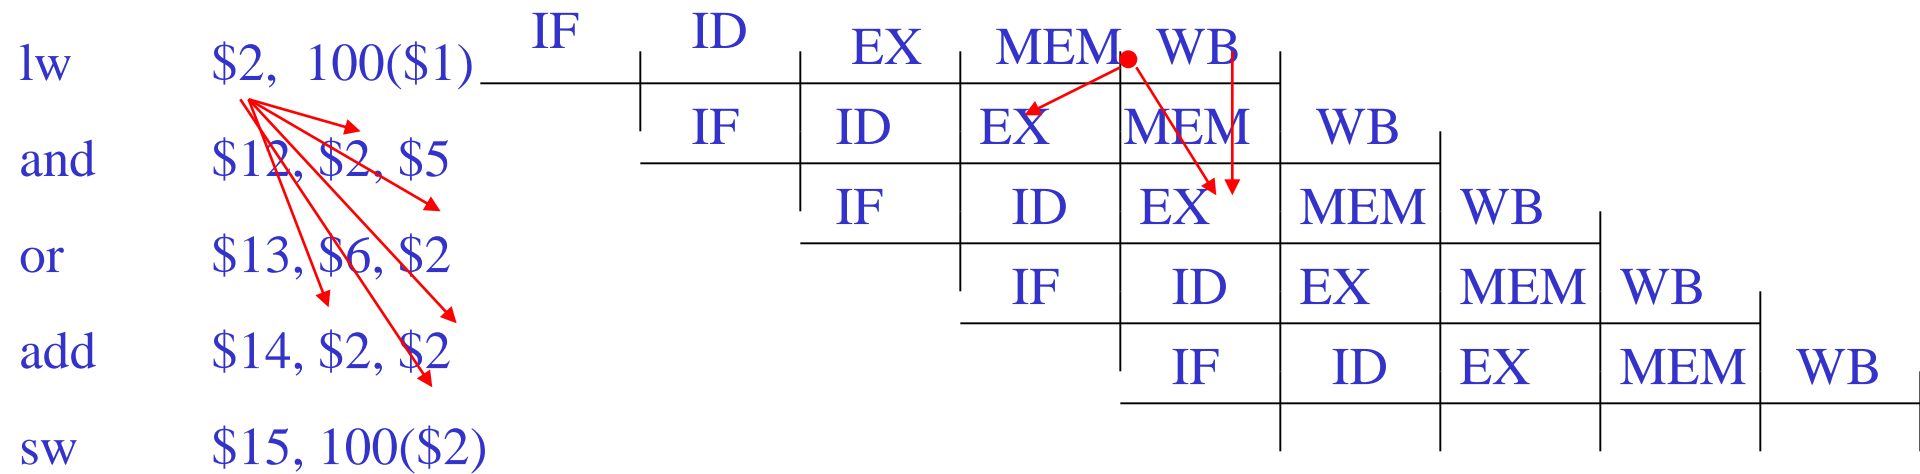 lw $2, 100($1) IF ID EX MEM WB
and $12, $2, $5 IF ID EX MEM WB
or $13, $6, $2 IF ID EX MEM WB
add $14, $2, $2 IF ID EX MEM WB
sw $15, 100($2) IF ID EX MEM WB